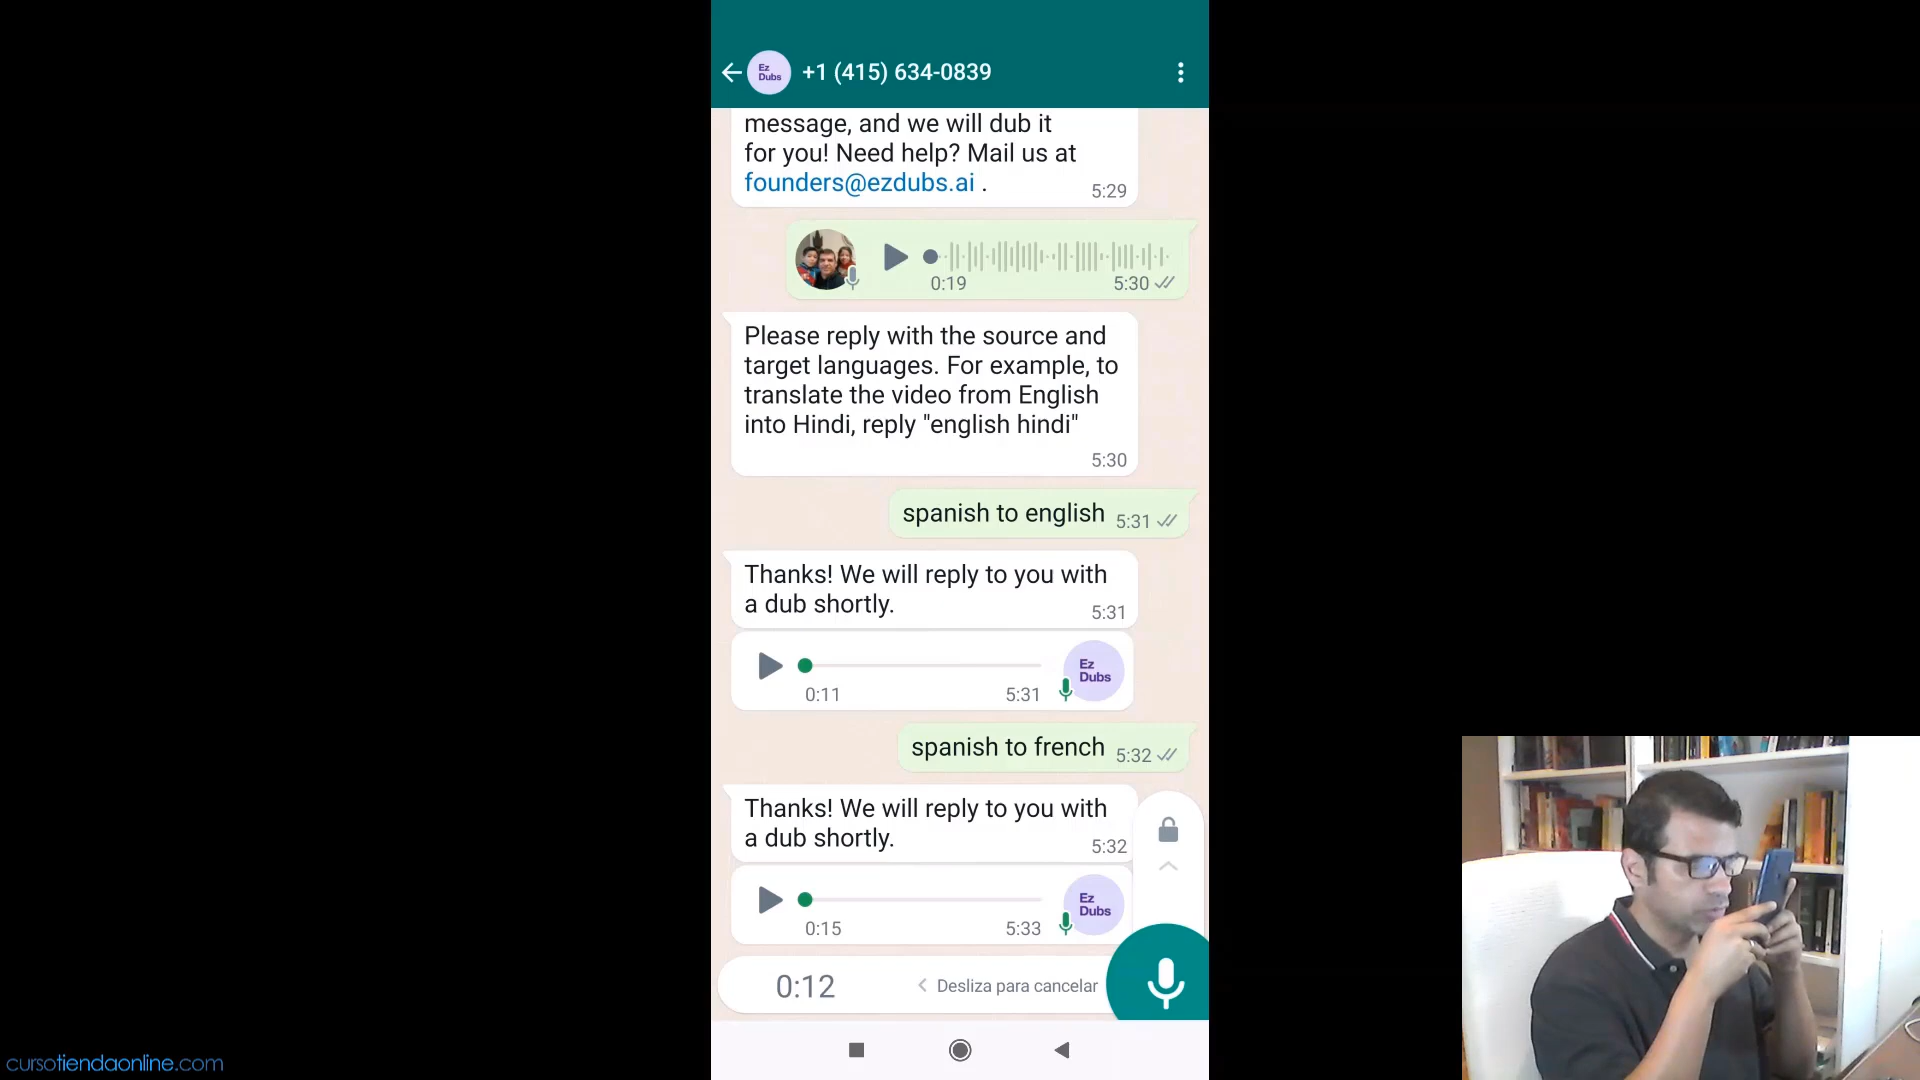 Ez
Dubs
+1 (415) 634-0839
message, and we will dub it
for you! Need help? Mail us at
founders@ezdubs.ai .
5:29
0:19
5:30
Please reply with the source and
target languages. For example, to
translate the video from English
into Hindi, reply "english hindi"
5:30
spanish to english 5:31
Thanks! We will reply to you with
a dub shortly.
5:31
Ez
Dubs
0:11
5:31
spanish to french 5:32
Thanks! We will reply to you with
a dub shortly.
5:32
Ez
Dubs
0:15
5:33
0:12
Desliza para cancelar
cursotiendaonline.com